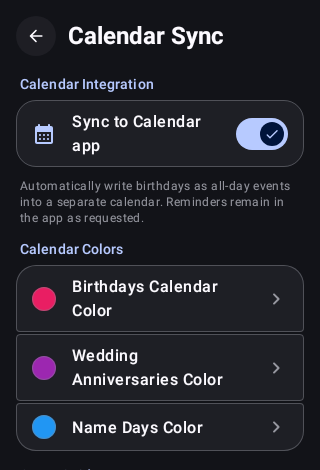 Calendar Sync
Calendar Integration
Sync to Calendar
app
Automatically write birthdays as all-day events
into a separate calendar. Reminders remain in
the app as requested.
Calendar Colors
Birthdays Calendar
Color
Wedding
Anniversaries Color
Name Days Color